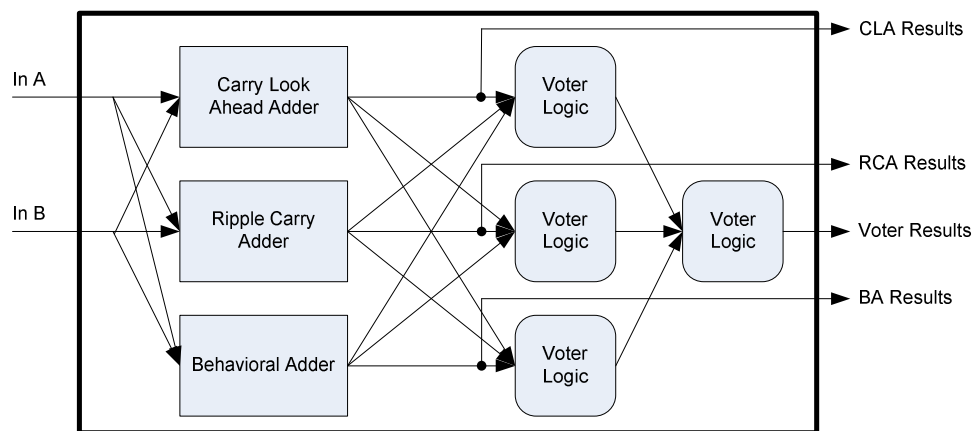 CLA Results
In A
Carry Look
Ahead Adder
Voter
Logic
RCA Results
In B
Ripple Carry
Adder
Voter
Logic
Voter
Logic
Voter Results
BA Results
Behavioral Adder
Voter
Logic